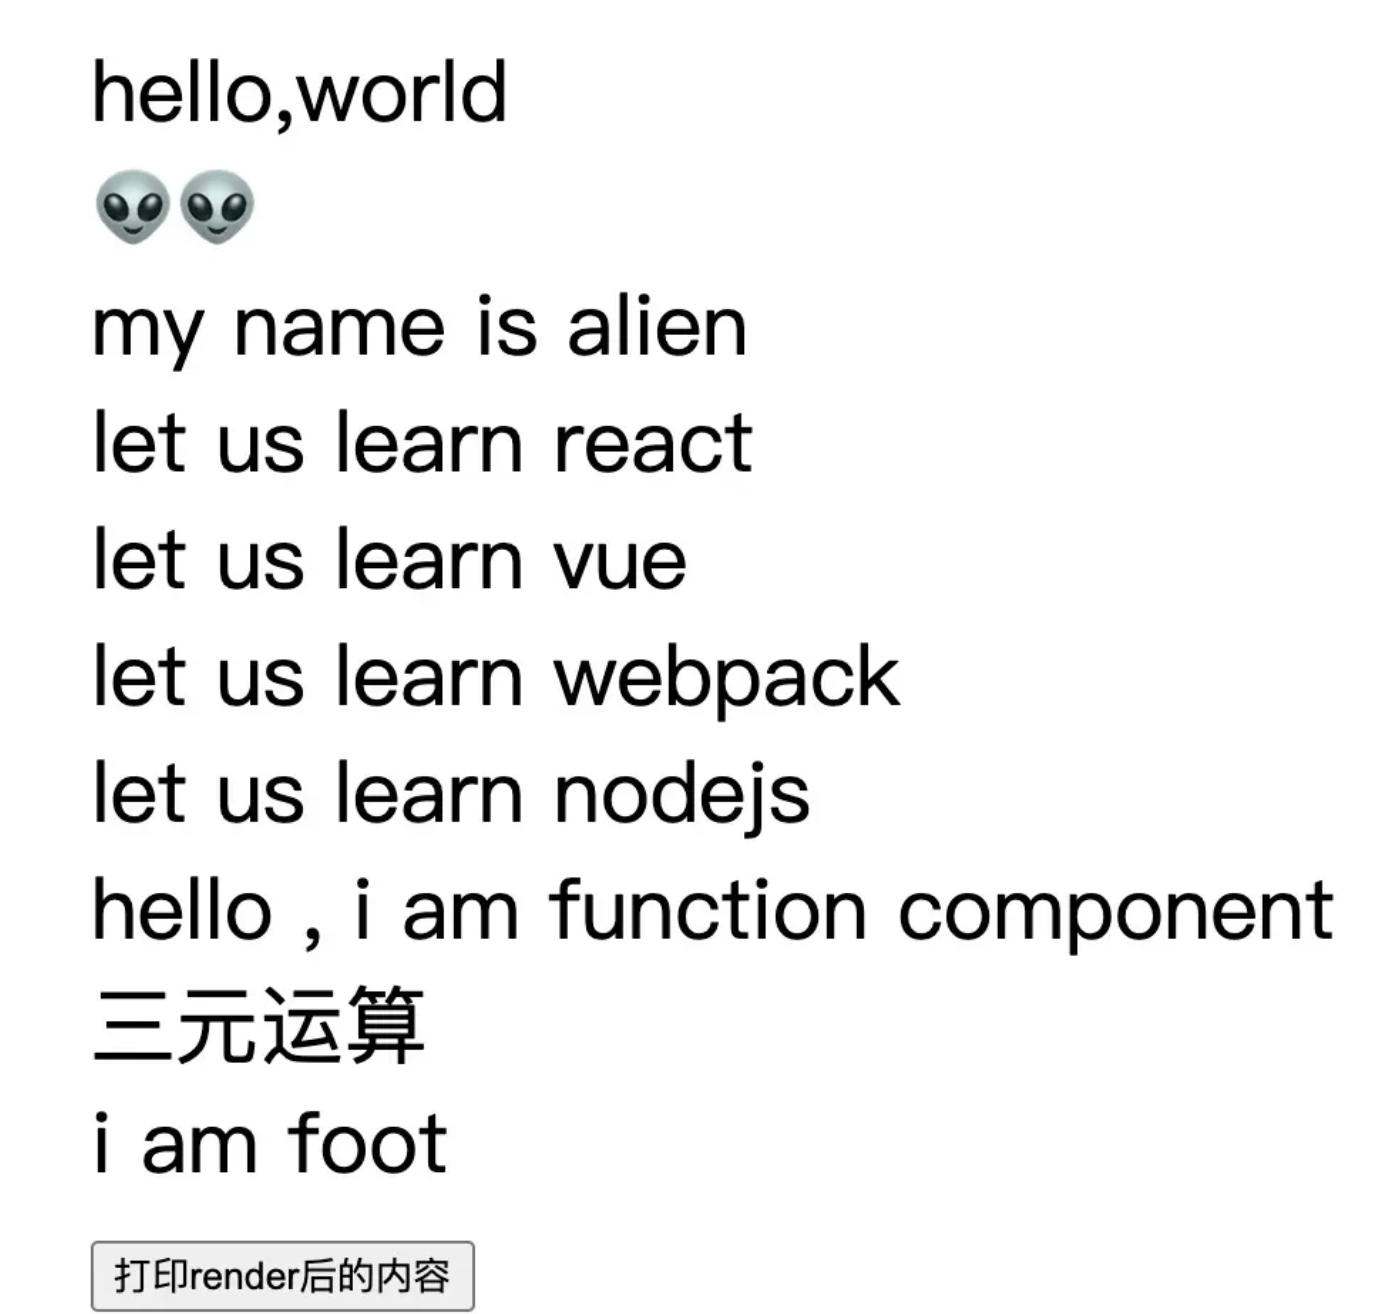 hello,world
👽👽
my name is alien
let us learn react
let us learn vue
let us learn webpack
let us learn nodejs
hello , i am function component
三元运算
i am foot
打印render后的内容